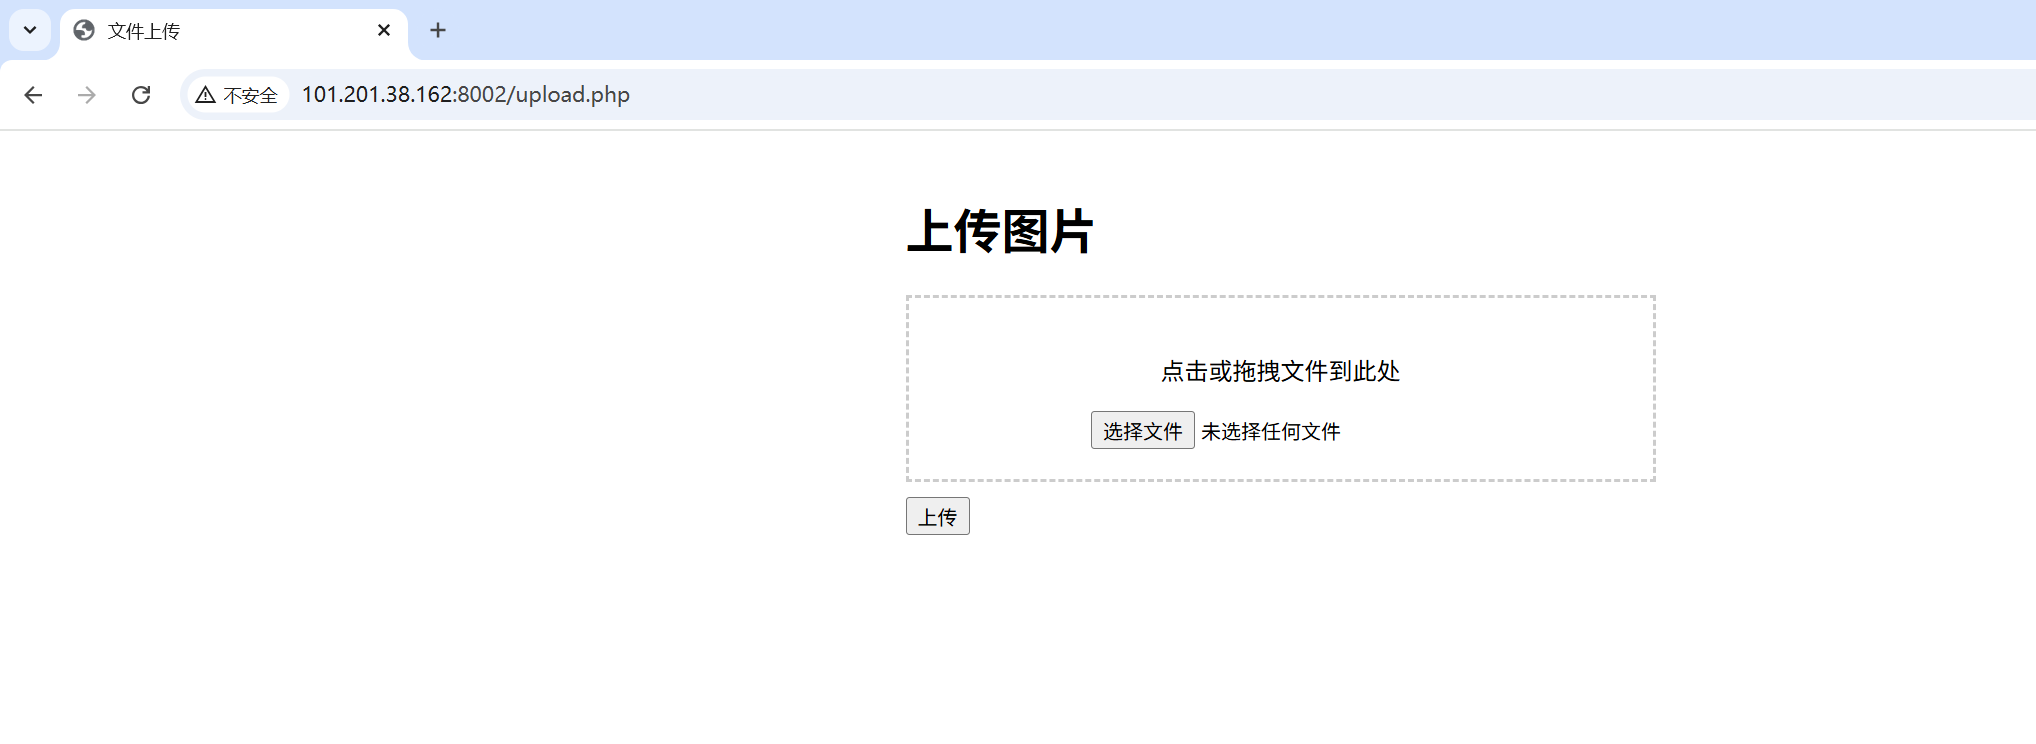 文件上传
不安全 101.201.38.162:8002/upload.php
上传图片
点击或拖拽文件到此处
选择文件 未选择任何文件
上传